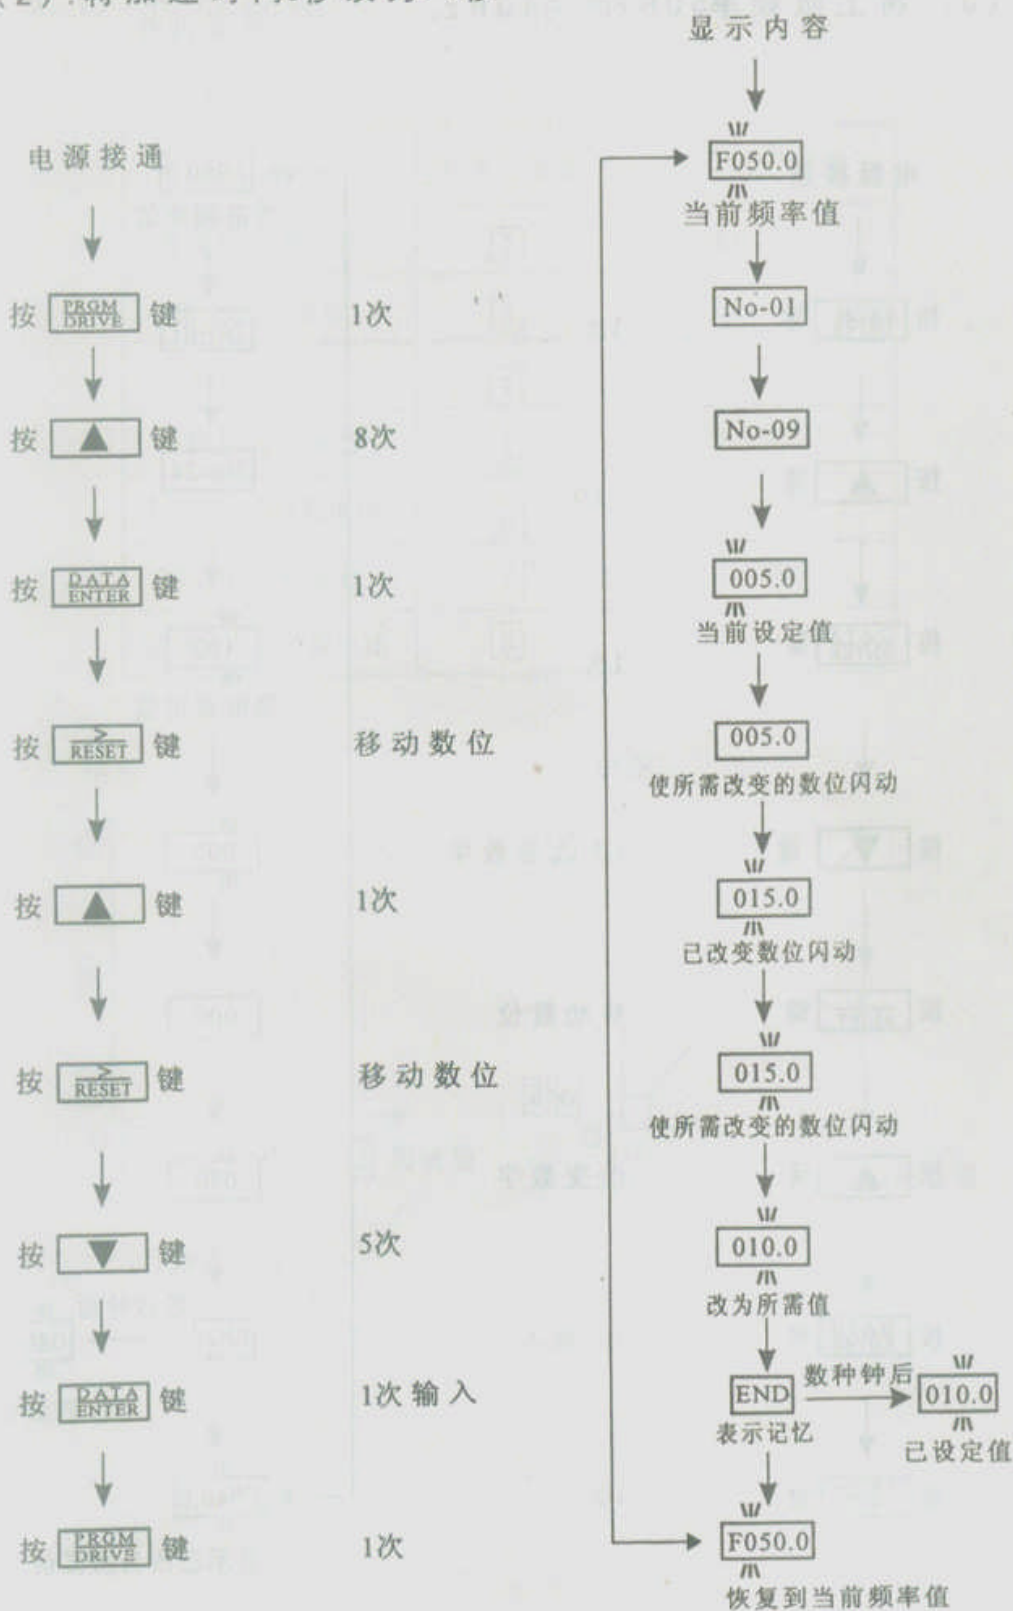 显示内容
电源接通
F050.0
当前频率值
按 PRGM DRIVE 键 1次
No-01
按 ▲ 键 8次
No-09
按 DATA ENTER 键 1次
005.0
当前设定值
按 > RESET 键 移动数位
005.0
使所需改变的数位闪动
按 ▲ 键 1次
015.0
已改变数位闪动
按 > RESET 键 移动数位
015.0
使所需改变的数位闪动
按 ▼ 键 5次
010.0
改为所需值
按 DATA ENTER 键 1次输入
END 数种钟后 010.0
表示记忆
已设定值
按 PRGM DRIVE 键 1次
F050.0
恢复到当前频率值